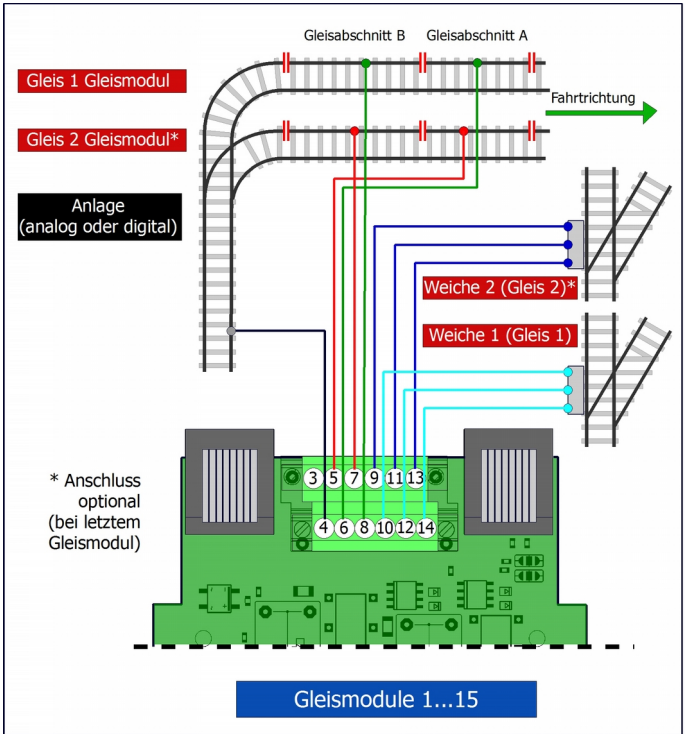 Gleisabschnitt B
Gleisabschnitt A
Gleis 1 Gleismodul
Fahrtrichtung
Gleis 2 Gleismodul*
Anlage
(analog oder digital)
Weiche 2 (Gleis 2)*
Weiche 1 (Gleis 1)
* Anschluss
optional
(bei letztem
Gleismodul)
3 5 7 9 11 13
4 6 8 10 12 14
Gleismodule 1...15